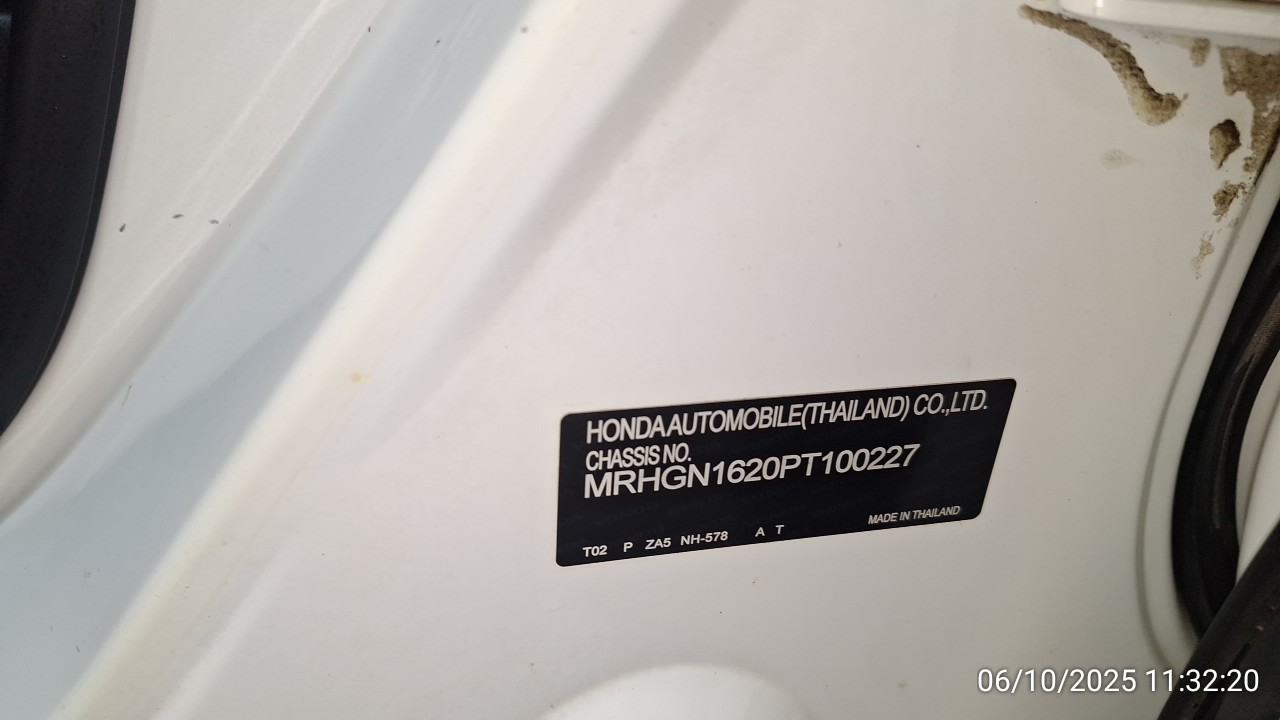 HONDA AUTOMOBILE(THAILAND) CO.,LTD.
CHASSIS NO.
MRHGN1620PT100227
MADE IN THAILAND
T02 P ZA5 NH-578 A T
06/10/2025 11:32:20